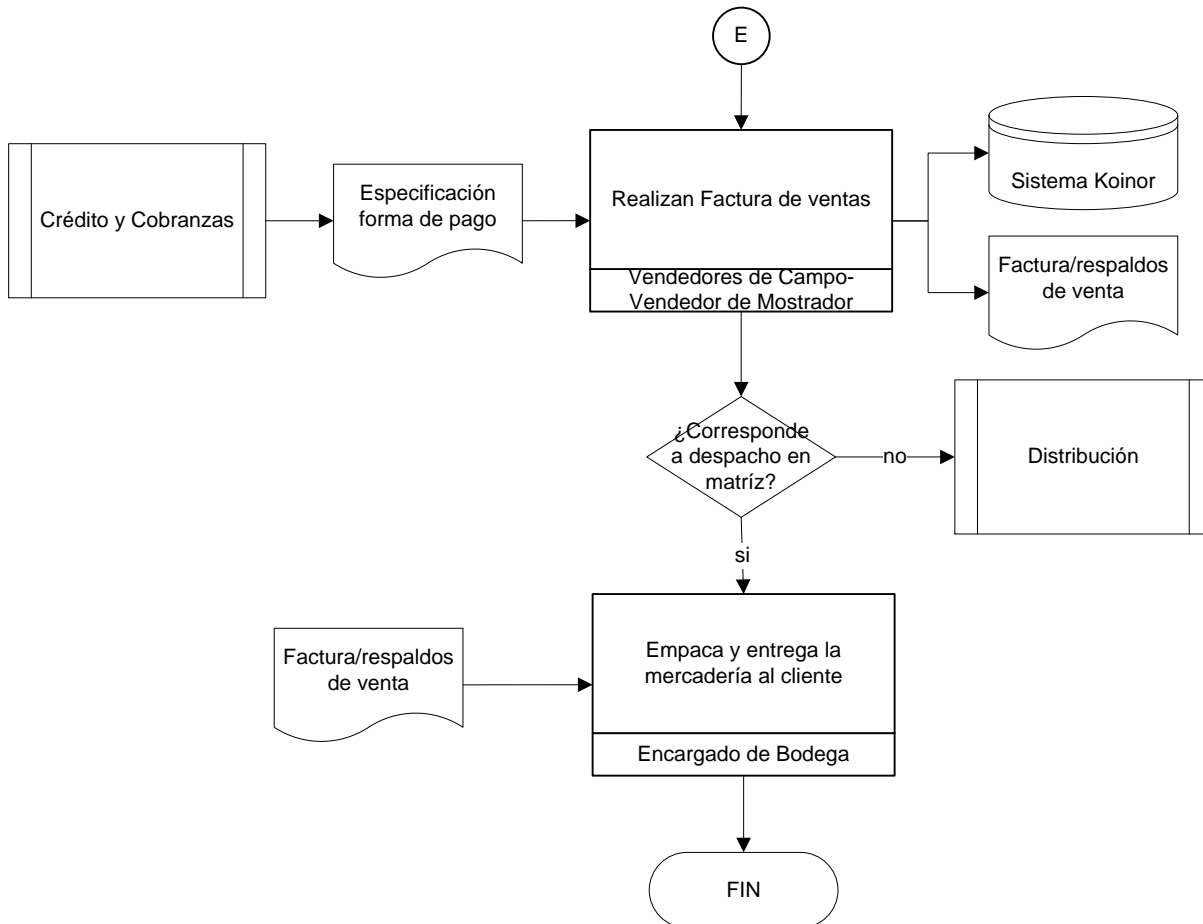 E
Crédito y Cobranzas
Especificación
forma de pago
Realizan Factura de ventas
Vendedores de Campo-
Vendedor de Mostrador
Sistema Koinor
Factura/respaldos
de venta
¿Corresponde
a despacho en
matríz?
no
Distribución
si
Factura/respaldos
de venta
Empaca y entrega la
mercadería al cliente
Encargado de Bodega
FIN